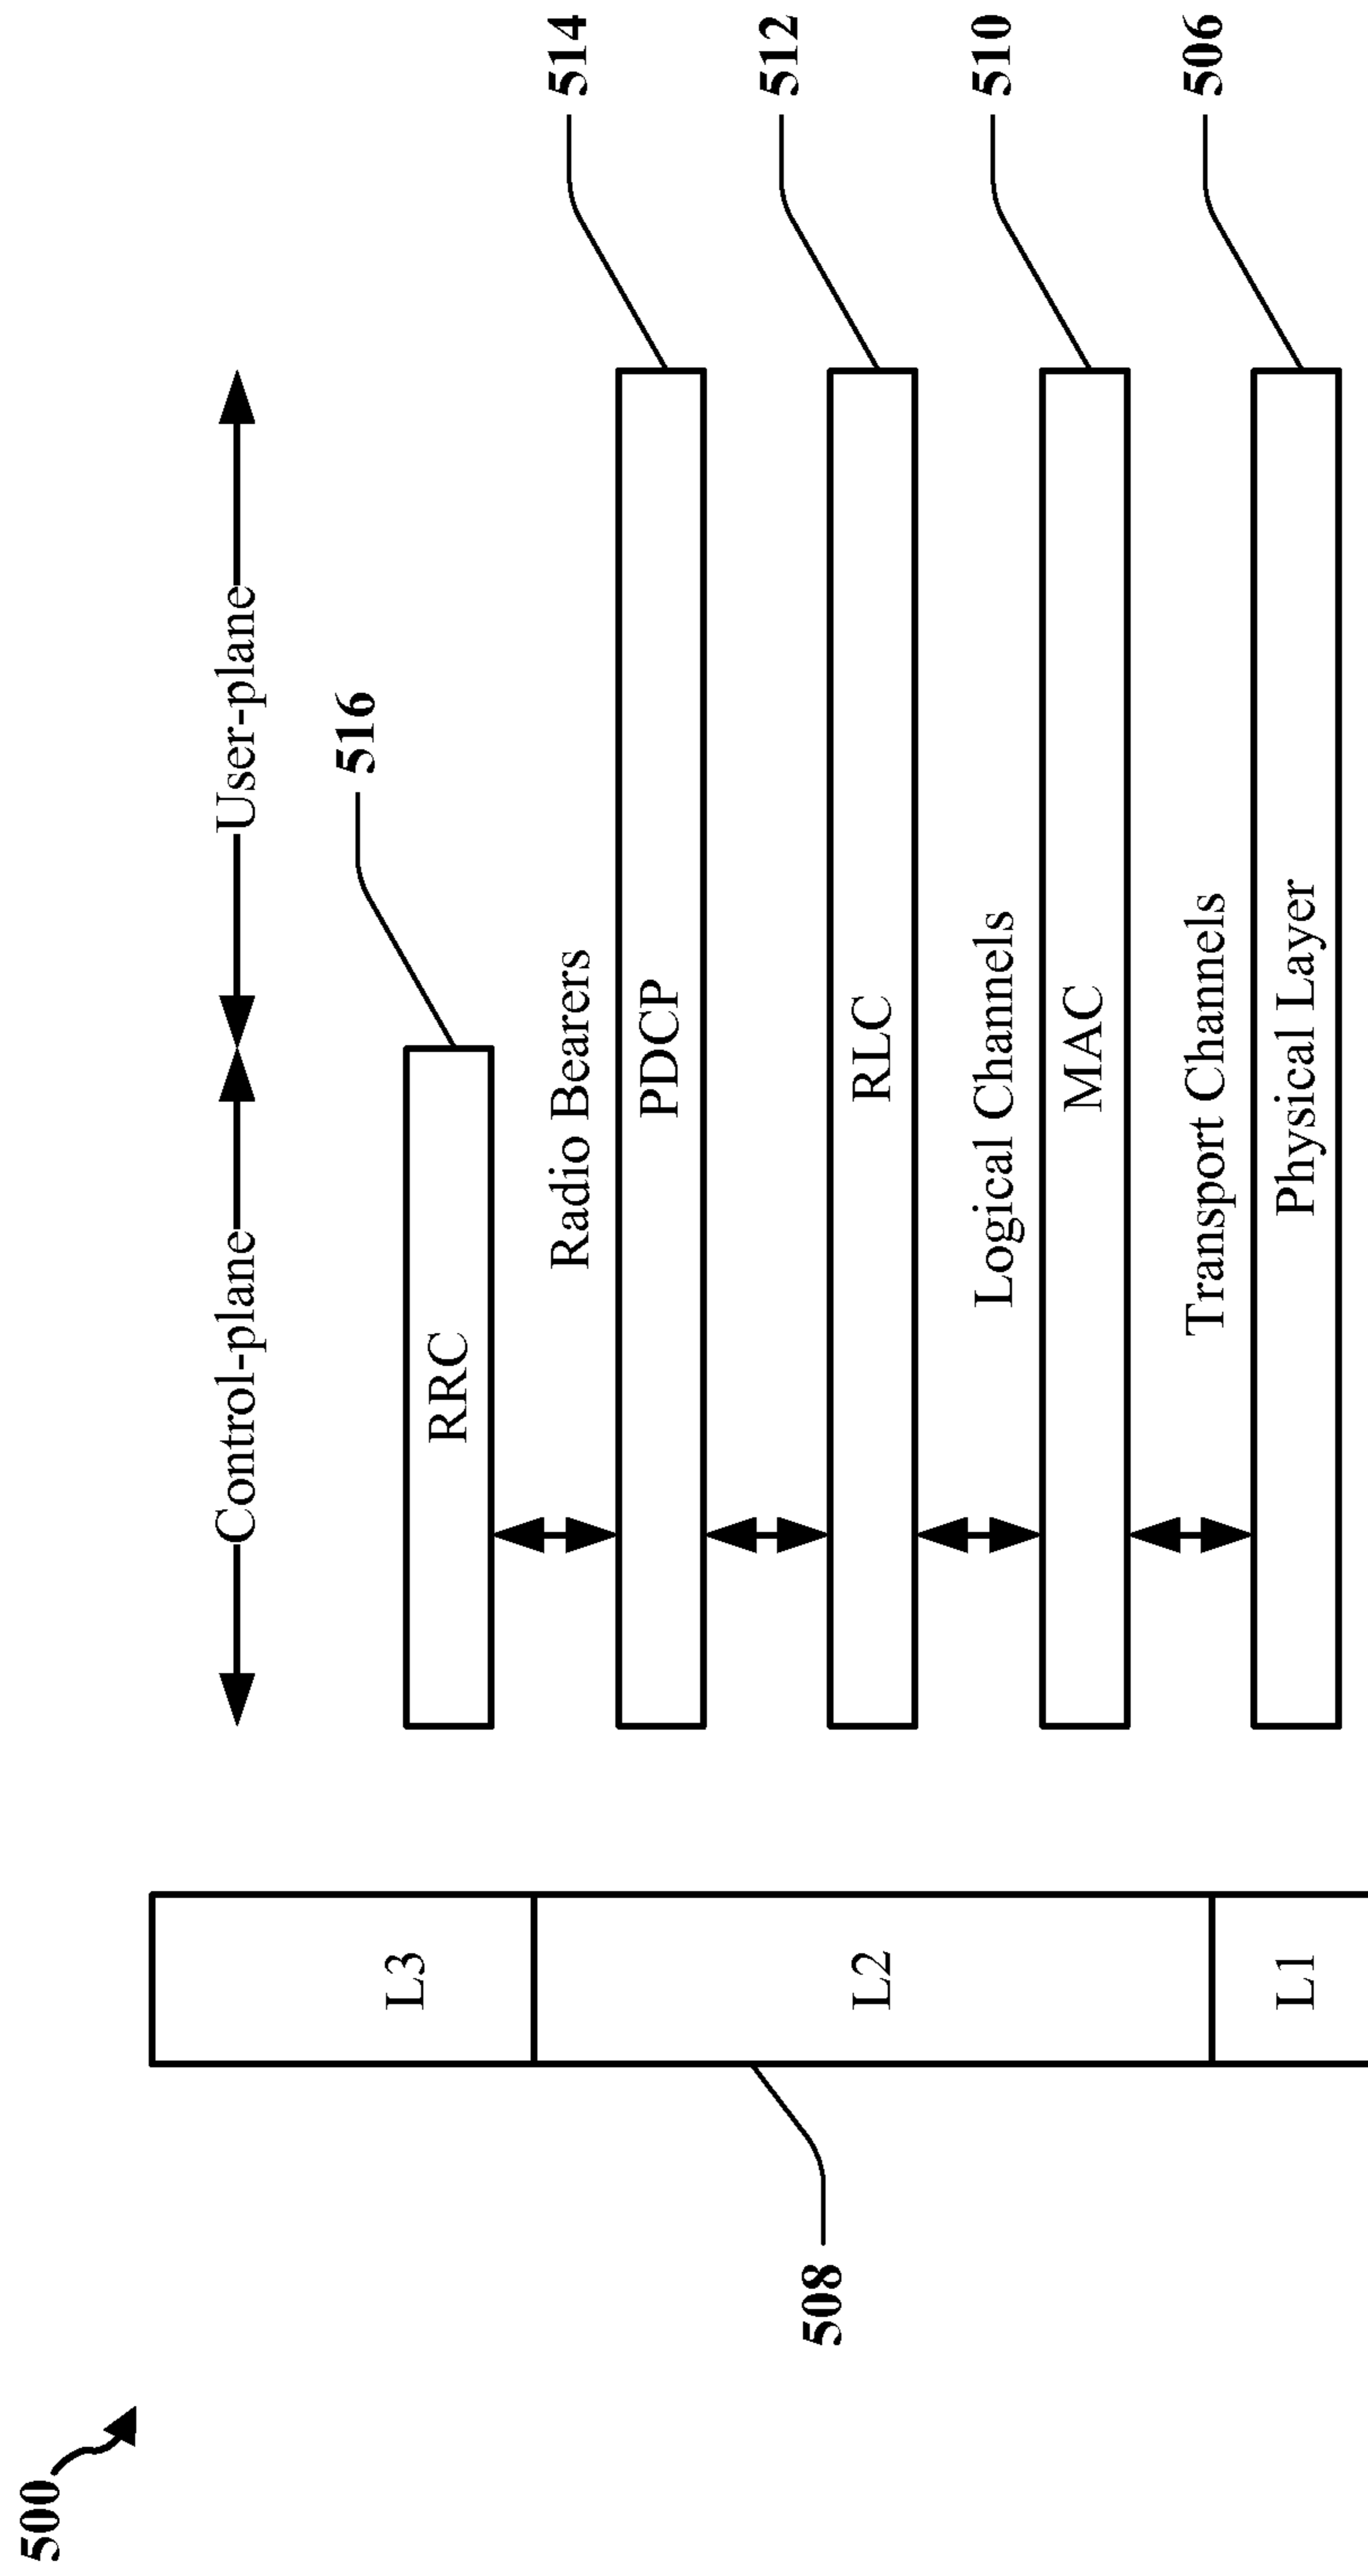 500
Control-plane
User-plane
516
L3
RRC
Radio Bearers
514
PDCP
508
L2
RLC
512
Logical Channels
MAC
510
Transport Channels
L1
Physical Layer
506